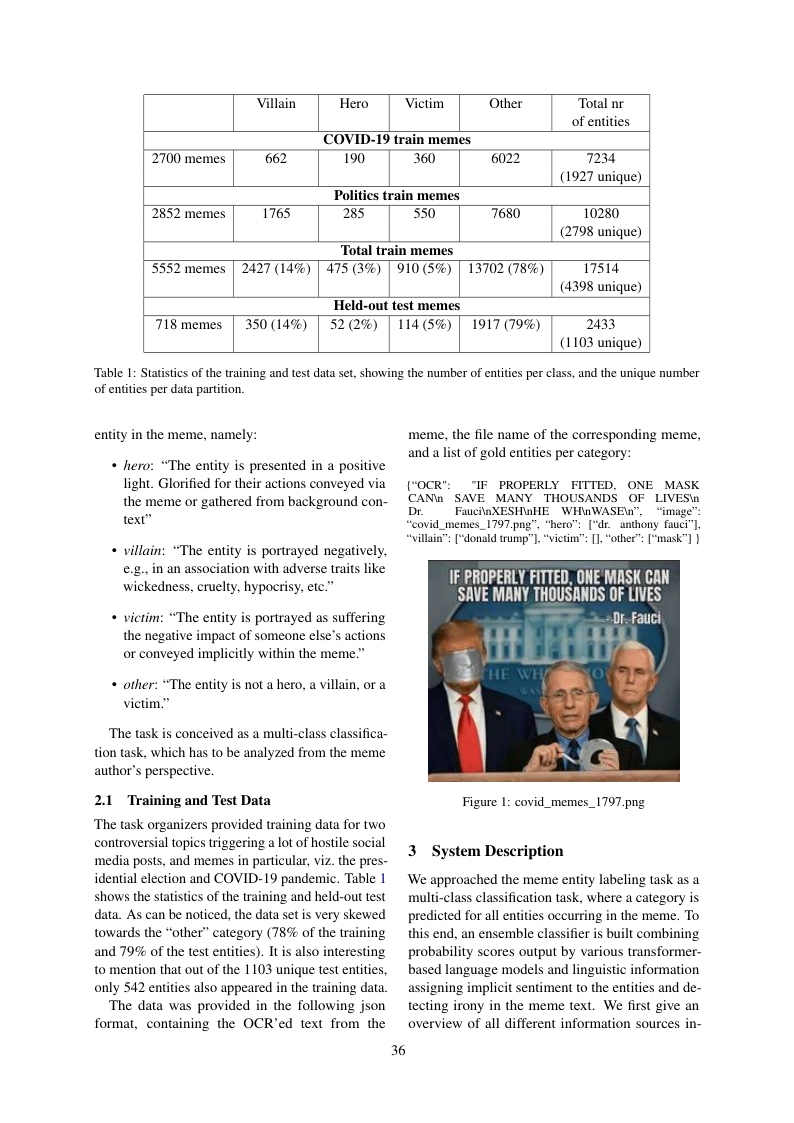 Villain Hero Victim Other Total nr
of entities
COVID-19 train memes
2700 memes 662 190 360 6022 7234
(1927 unique)
Politics train memes
2852 memes 1765 285 550 7680 10280
(2798 unique)
Total train memes
5552 memes 2427 (14%) 475 (3%) 910 (5%) 13702 (78%) 17514
(4398 unique)
Held-out test memes
718 memes 350 (14%) 52 (2%) 114 (5%) 1917 (79%) 2433
(1103 unique)
Table 1: Statistics of the training and test data set, showing the number of entities per class, and the unique number
of entities per data partition.
entity in the meme, namely:
• hero: “The entity is presented in a positive
light. Glorified for their actions conveyed via
the meme or gathered from background con-
text”
• villain: “The entity is portrayed negatively,
e.g., in an association with adverse traits like
wickedness, cruelty, hypocrisy, etc.”
• victim: “The entity is portrayed as suffering
the negative impact of someone else’s actions
or conveyed implicitly within the meme.”
• other: “The entity is not a hero, a villain, or a
victim.”
The task is conceived as a multi-class classifica-
tion task, which has to be analyzed from the meme
author’s perspective.
2.1 Training and Test Data
The task organizers provided training data for two
controversial topics triggering a lot of hostile social
media posts, and memes in particular, viz. the pres-
idential election and COVID-19 pandemic. Table 1
shows the statistics of the training and held-out test
data. As can be noticed, the data set is very skewed
towards the “other” category (78% of the training
and 79% of the test entities). It is also interesting
to mention that out of the 1103 unique test entities,
only 542 entities also appeared in the training data.
The data was provided in the following json
format, containing the OCR’ed text from the
meme, the file name of the corresponding meme,
and a list of gold entities per category:
{“OCR": "IF PROPERLY FITTED, ONE MASK
CAN\n SAVE MANY THOUSANDS OF LIVES\n
Dr. Fauci\nXESH\nHE WH\nWASE\n”, “image”:
“covid_memes_1797.png”, “hero”: [“dr. anthony fauci”],
“villain”: [“donald trump”], “victim”: [], “other”: [“mask”] }
IF PROPERLY FITTED, ONE MASK CAN
SAVE MANY THOUSANDS OF LIVES
- Dr. Fauci
THE WH
Figure 1: covid_memes_1797.png
3 System Description
We approached the meme entity labeling task as a
multi-class classification task, where a category is
predicted for all entities occurring in the meme. To
this end, an ensemble classifier is built combining
probability scores output by various transformer-
based language models and linguistic information
assigning implicit sentiment to the entities and de-
tecting irony in the meme text. We first give an
overview of all different information sources in-
36